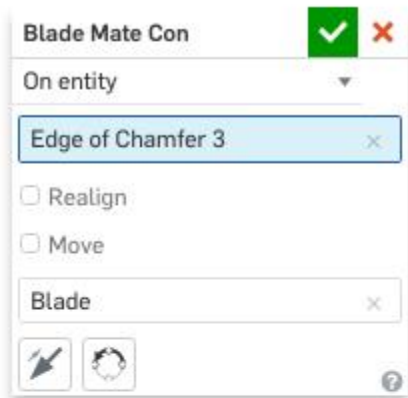 Blade Mate Con
On entity
Edge of Chamfer 3
Realign
Move
Blade